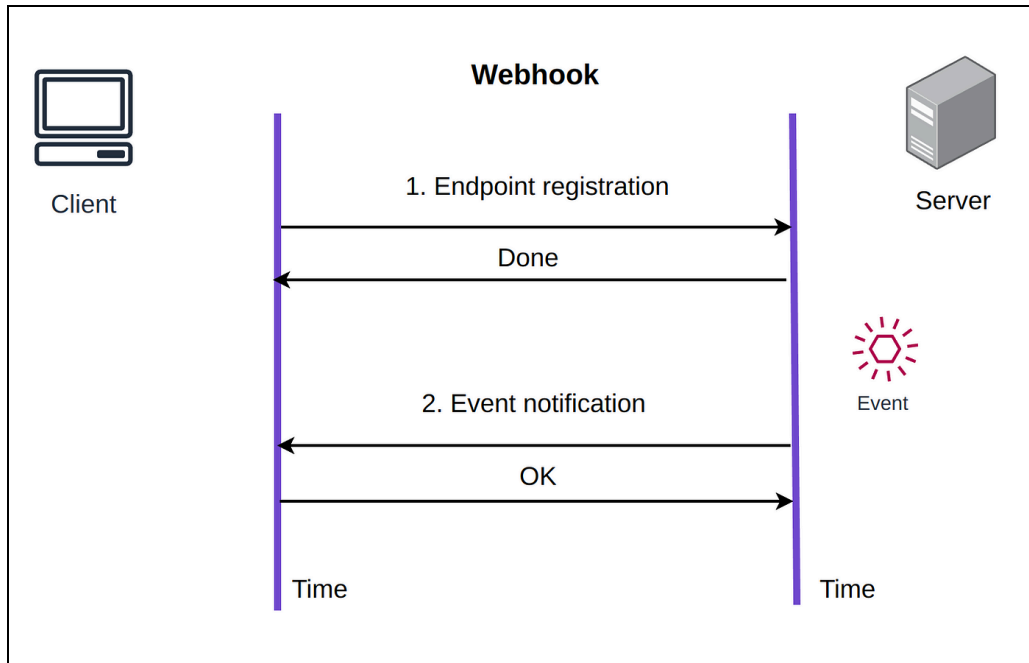 Webhook
Client
Server
1. Endpoint registration
Done
Event
2. Event notification
OK
Time
Time